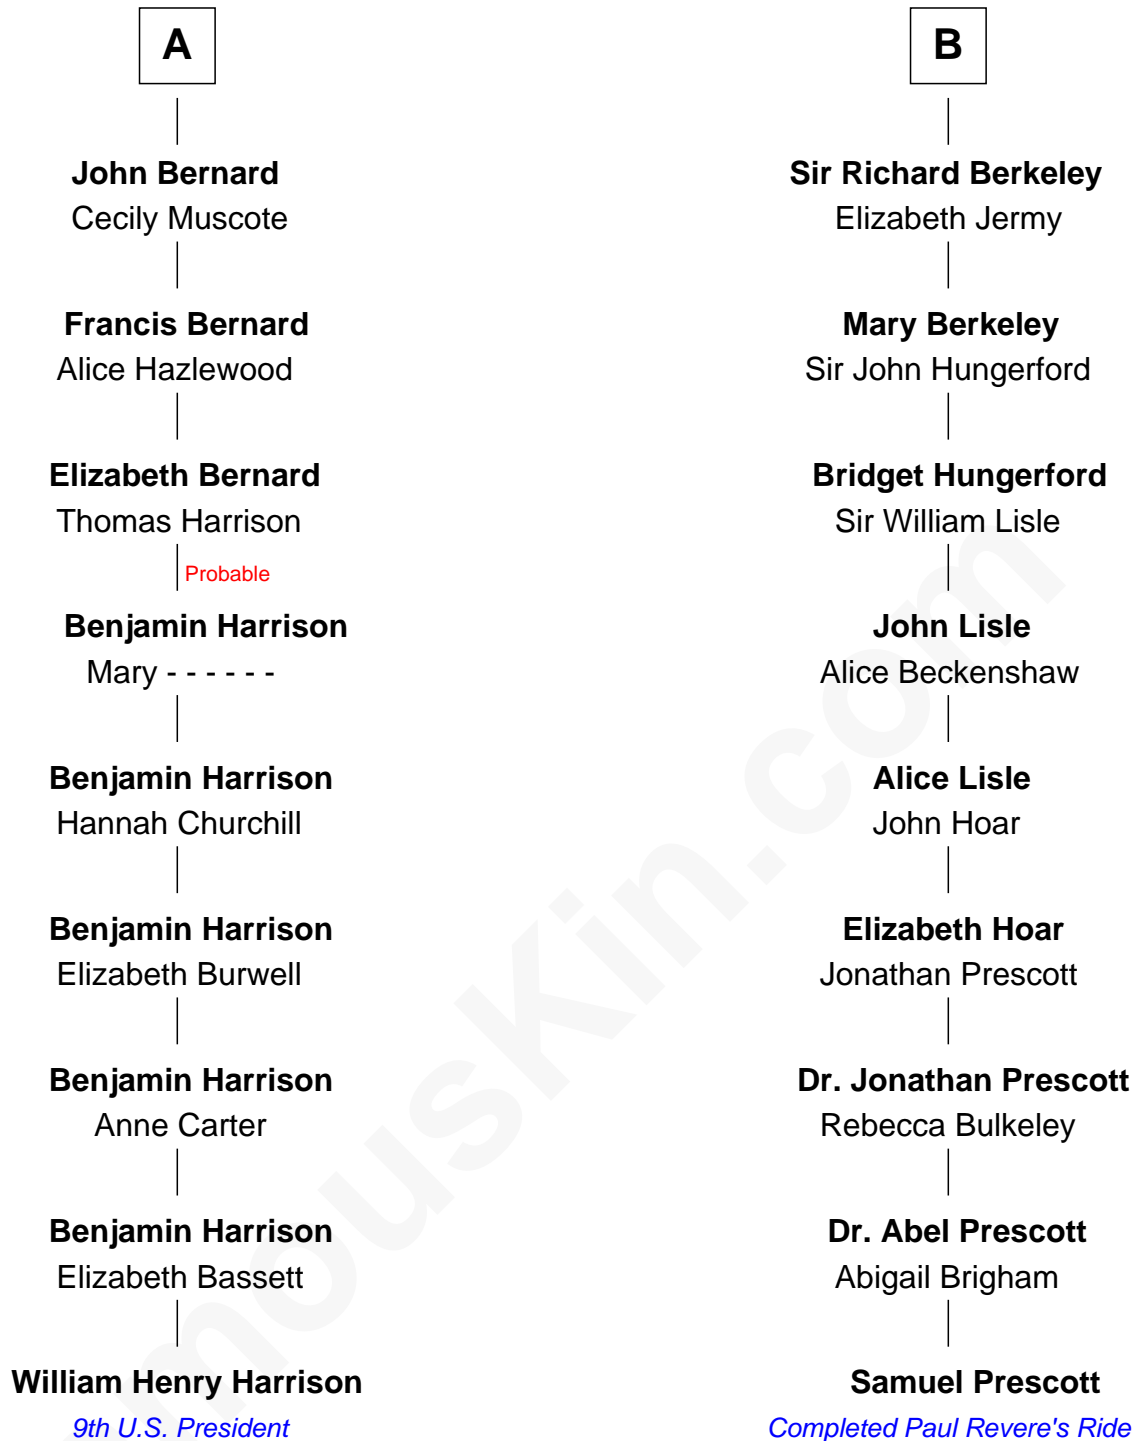 A
John Bernard
Cecily Muscote
Francis Bernard
Alice Hazlewood
Elizabeth Bernard
Thomas Harrison
Probable
Benjamin Harrison
Mary - - - - - -
Benjamin Harrison
Hannah Churchill
Benjamin Harrison
Elizabeth Burwell
Benjamin Harrison
Anne Carter
Benjamin Harrison
Elizabeth Bassett
William Henry Harrison
9th U.S. President
B
Sir Richard Berkeley
Elizabeth Jermy
Mary Berkeley
Sir John Hungerford
Bridget Hungerford
Sir William Lisle
John Lisle
Alice Beckenshaw
Alice Lisle
John Hoar
Elizabeth Hoar
Jonathan Prescott
Dr. Jonathan Prescott
Rebecca Bulkeley
Dr. Abel Prescott
Abigail Brigham
Samuel Prescott
Completed Paul Revere's Ride
mouskin.com